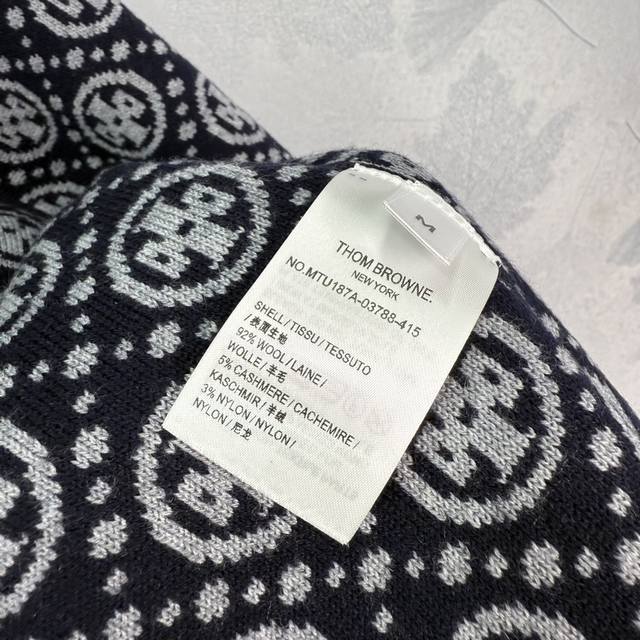 M
THOM BROWNE.
NEW YORK
NO.MTU187A-03788-415
SHELL/TISSU/TESSUTO
/表面生地
92% WOOL/LAINE/
WOLLE/羊毛
5% CASHMERE/CACHEMIRE/
KASCHMIR/羊绒
3% NYLON/NYLON/
NYLON/尼龙